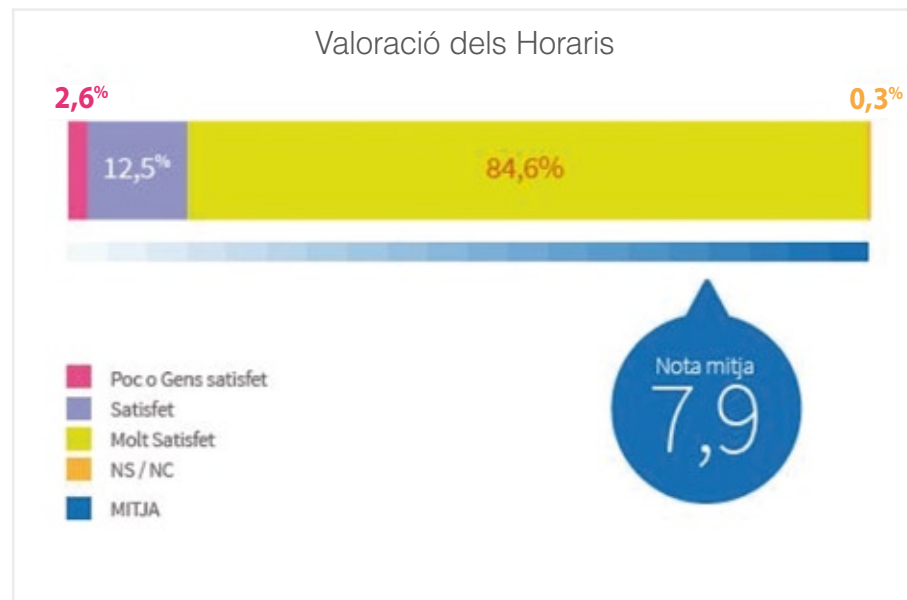 Valoració dels Horaris
2,6%
0,3%
12,5%
84,6%
Nota mitja
7,9
Poc o Gens satisfet
Satisfet
Molt Satisfet
NS / NC
MITJA